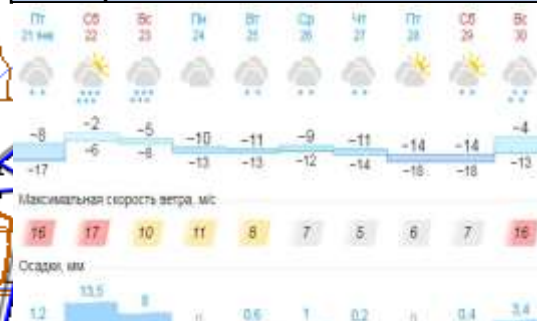 Пт Сб Вс Пн Вт Ср Чт Пт Сб Вс
21 янв 22 23 24 25 26 27 28 29 30
-8 -2 -5 -10 -11 -9 -11 -14 -14 -4
-17 -6 -8 -13 -13 -12 -14 -18 -18 -13
Максимальная скорость ветра, м/с
16 17 10 11 8 7 5 6 7 16
Осадки, мм
1,2 13,5 8 0,6 1 0,2 0,4 3,4